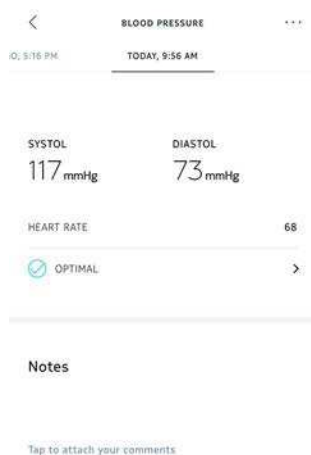 BLOOD PRESSURE
0, 5:16 PM TODAY, 9:56 AM
SYSTOL DIASTOL
117 mmHg 73 mmHg
HEART RATE 68
OPTIMAL
Notes
Tap to attach your comments